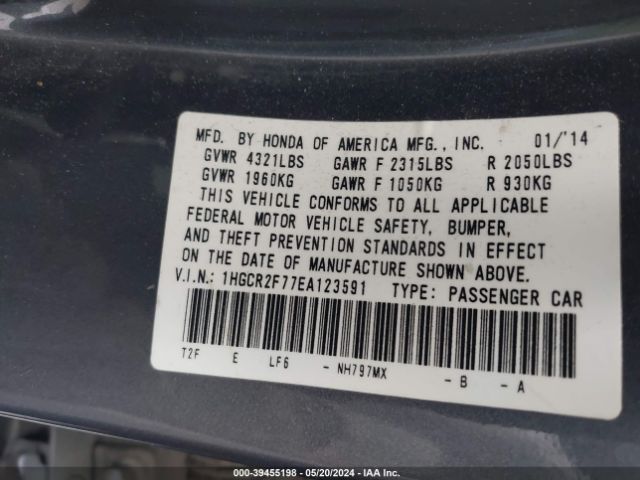 MFD. BY HONDA OF AMERICA MFG., INC. 01/'14
GVWR 4321LBS GAWR F 2315LBS R 2050LBS
GVWR 1960KG GAWR F 1050KG R 930KG
THIS VEHICLE CONFORMS TO ALL APPLICABLE
FEDERAL MOTOR VEHICLE SAFETY, BUMPER,
AND THEFT PREVENTION STANDARDS IN EFFECT
ON THE DATE OF MANUFACTURE SHOWN ABOVE.
V.I.N.: 1HGCR2F77EA123591 TYPE: PASSENGER CAR
T2F E LF6 - NH797MX - B - A
000-39455198 - 05/20/2024 - IAA Inc.